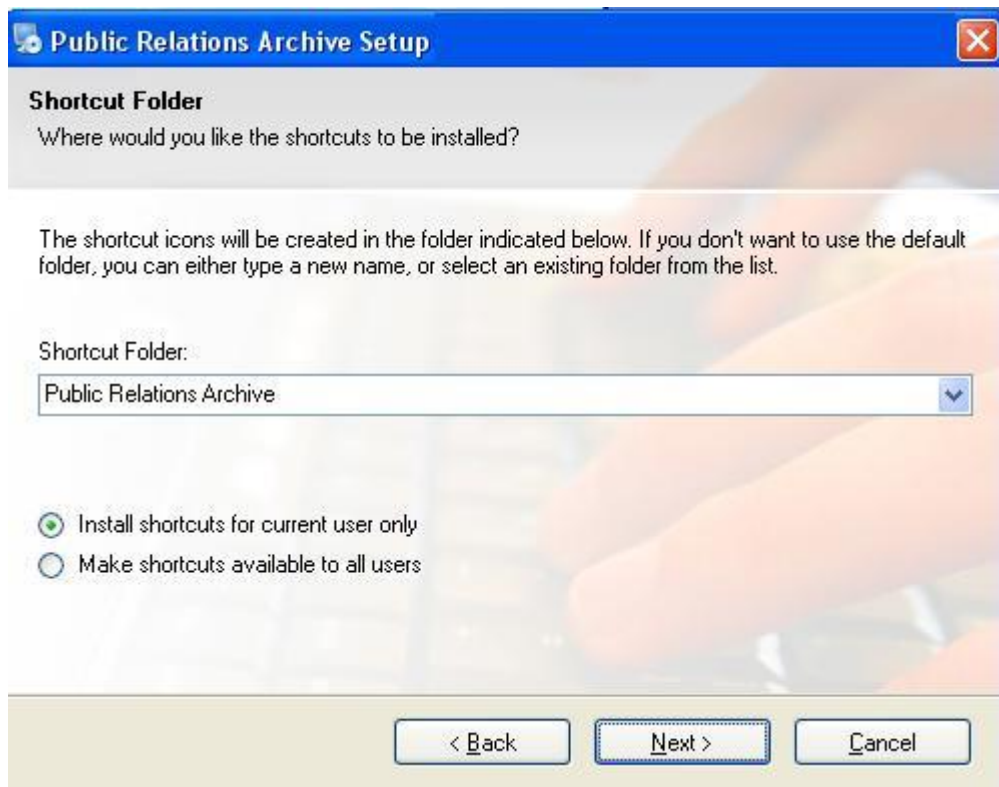 Public Relations Archive Setup
Shortcut Folder
Where would you like the shortcuts to be installed?
The shortcut icons will be created in the folder indicated below. If you don't want to use the default
folder, you can either type a new name, or select an existing folder from the list.
Shortcut Folder:
Public Relations Archive
Install shortcuts for current user only
Make shortcuts available to all users
< Back Next > Cancel